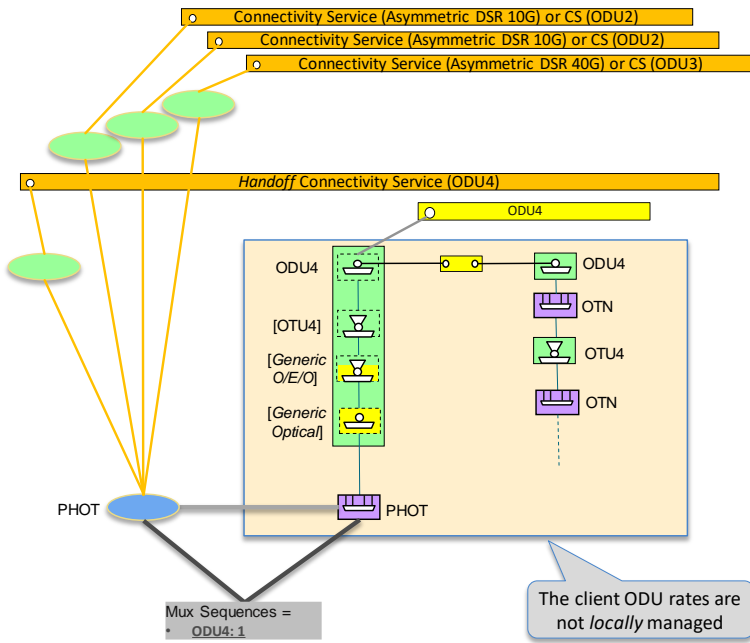 Connectivity Service (Asymmetric DSR 10G) or CS (ODU2)
Connectivity Service (Asymmetric DSR 10G) or CS (ODU2)
Connectivity Service (Asymmetric DSR 40G) or CS (ODU3)
Handoff Connectivity Service (ODU4)
ODU4
ODU4
ODU4
OTN
[OTU4]
OTU4
[Generic
O/E/O]
OTN
[Generic
Optical]
PHOT
PHOT
The client ODU rates are
not locally managed
Mux Sequences =
• ODU4: 1